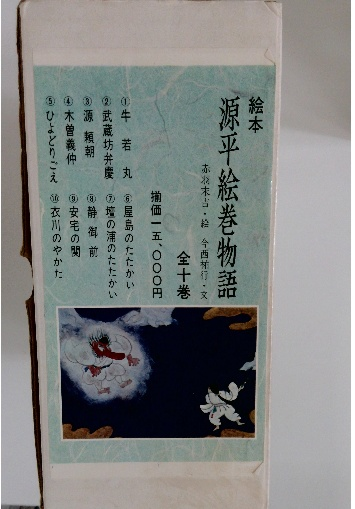 絵本
源平絵巻物語
赤羽末吉・絵 今西祐行・文
全十巻
揃価一五、〇〇〇円
①牛若丸
②武蔵坊弁慶
③源頼朝
④木曽義仲
⑤ひよどりごえ
⑥屋島のたたかい
⑦壇の浦のたたかい
⑧静御前
⑨安宅の関
⑩衣川のやかた